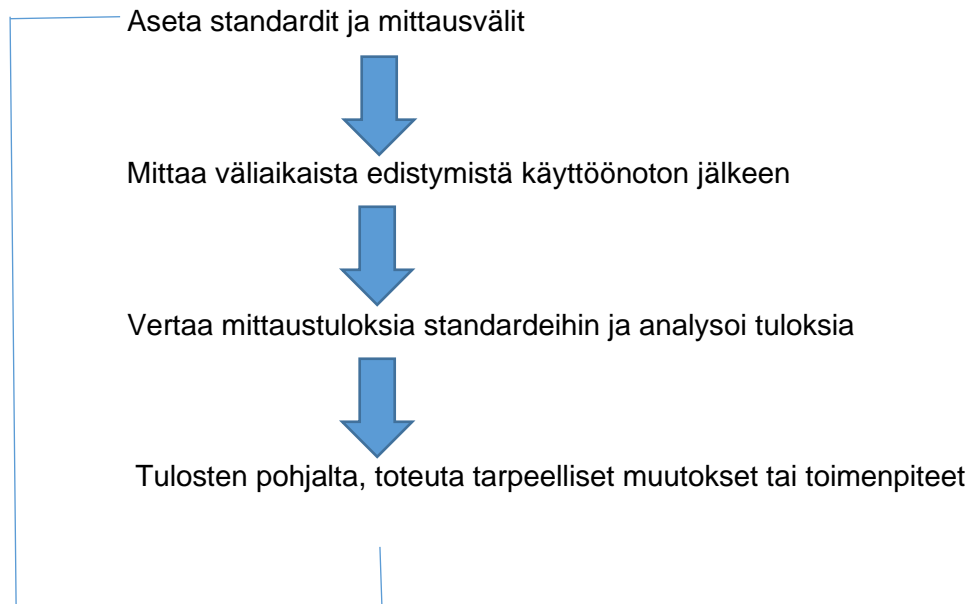 Aseta standardit ja mittausvälit
Mittaa väliaikaista edistymistä käyttöönoton jälkeen
Vertaa mittaustuloksia standardeihin ja analysoi tuloksia
Tulosten pohjalta, toteuta tarpeelliset muutokset tai toimenpiteet